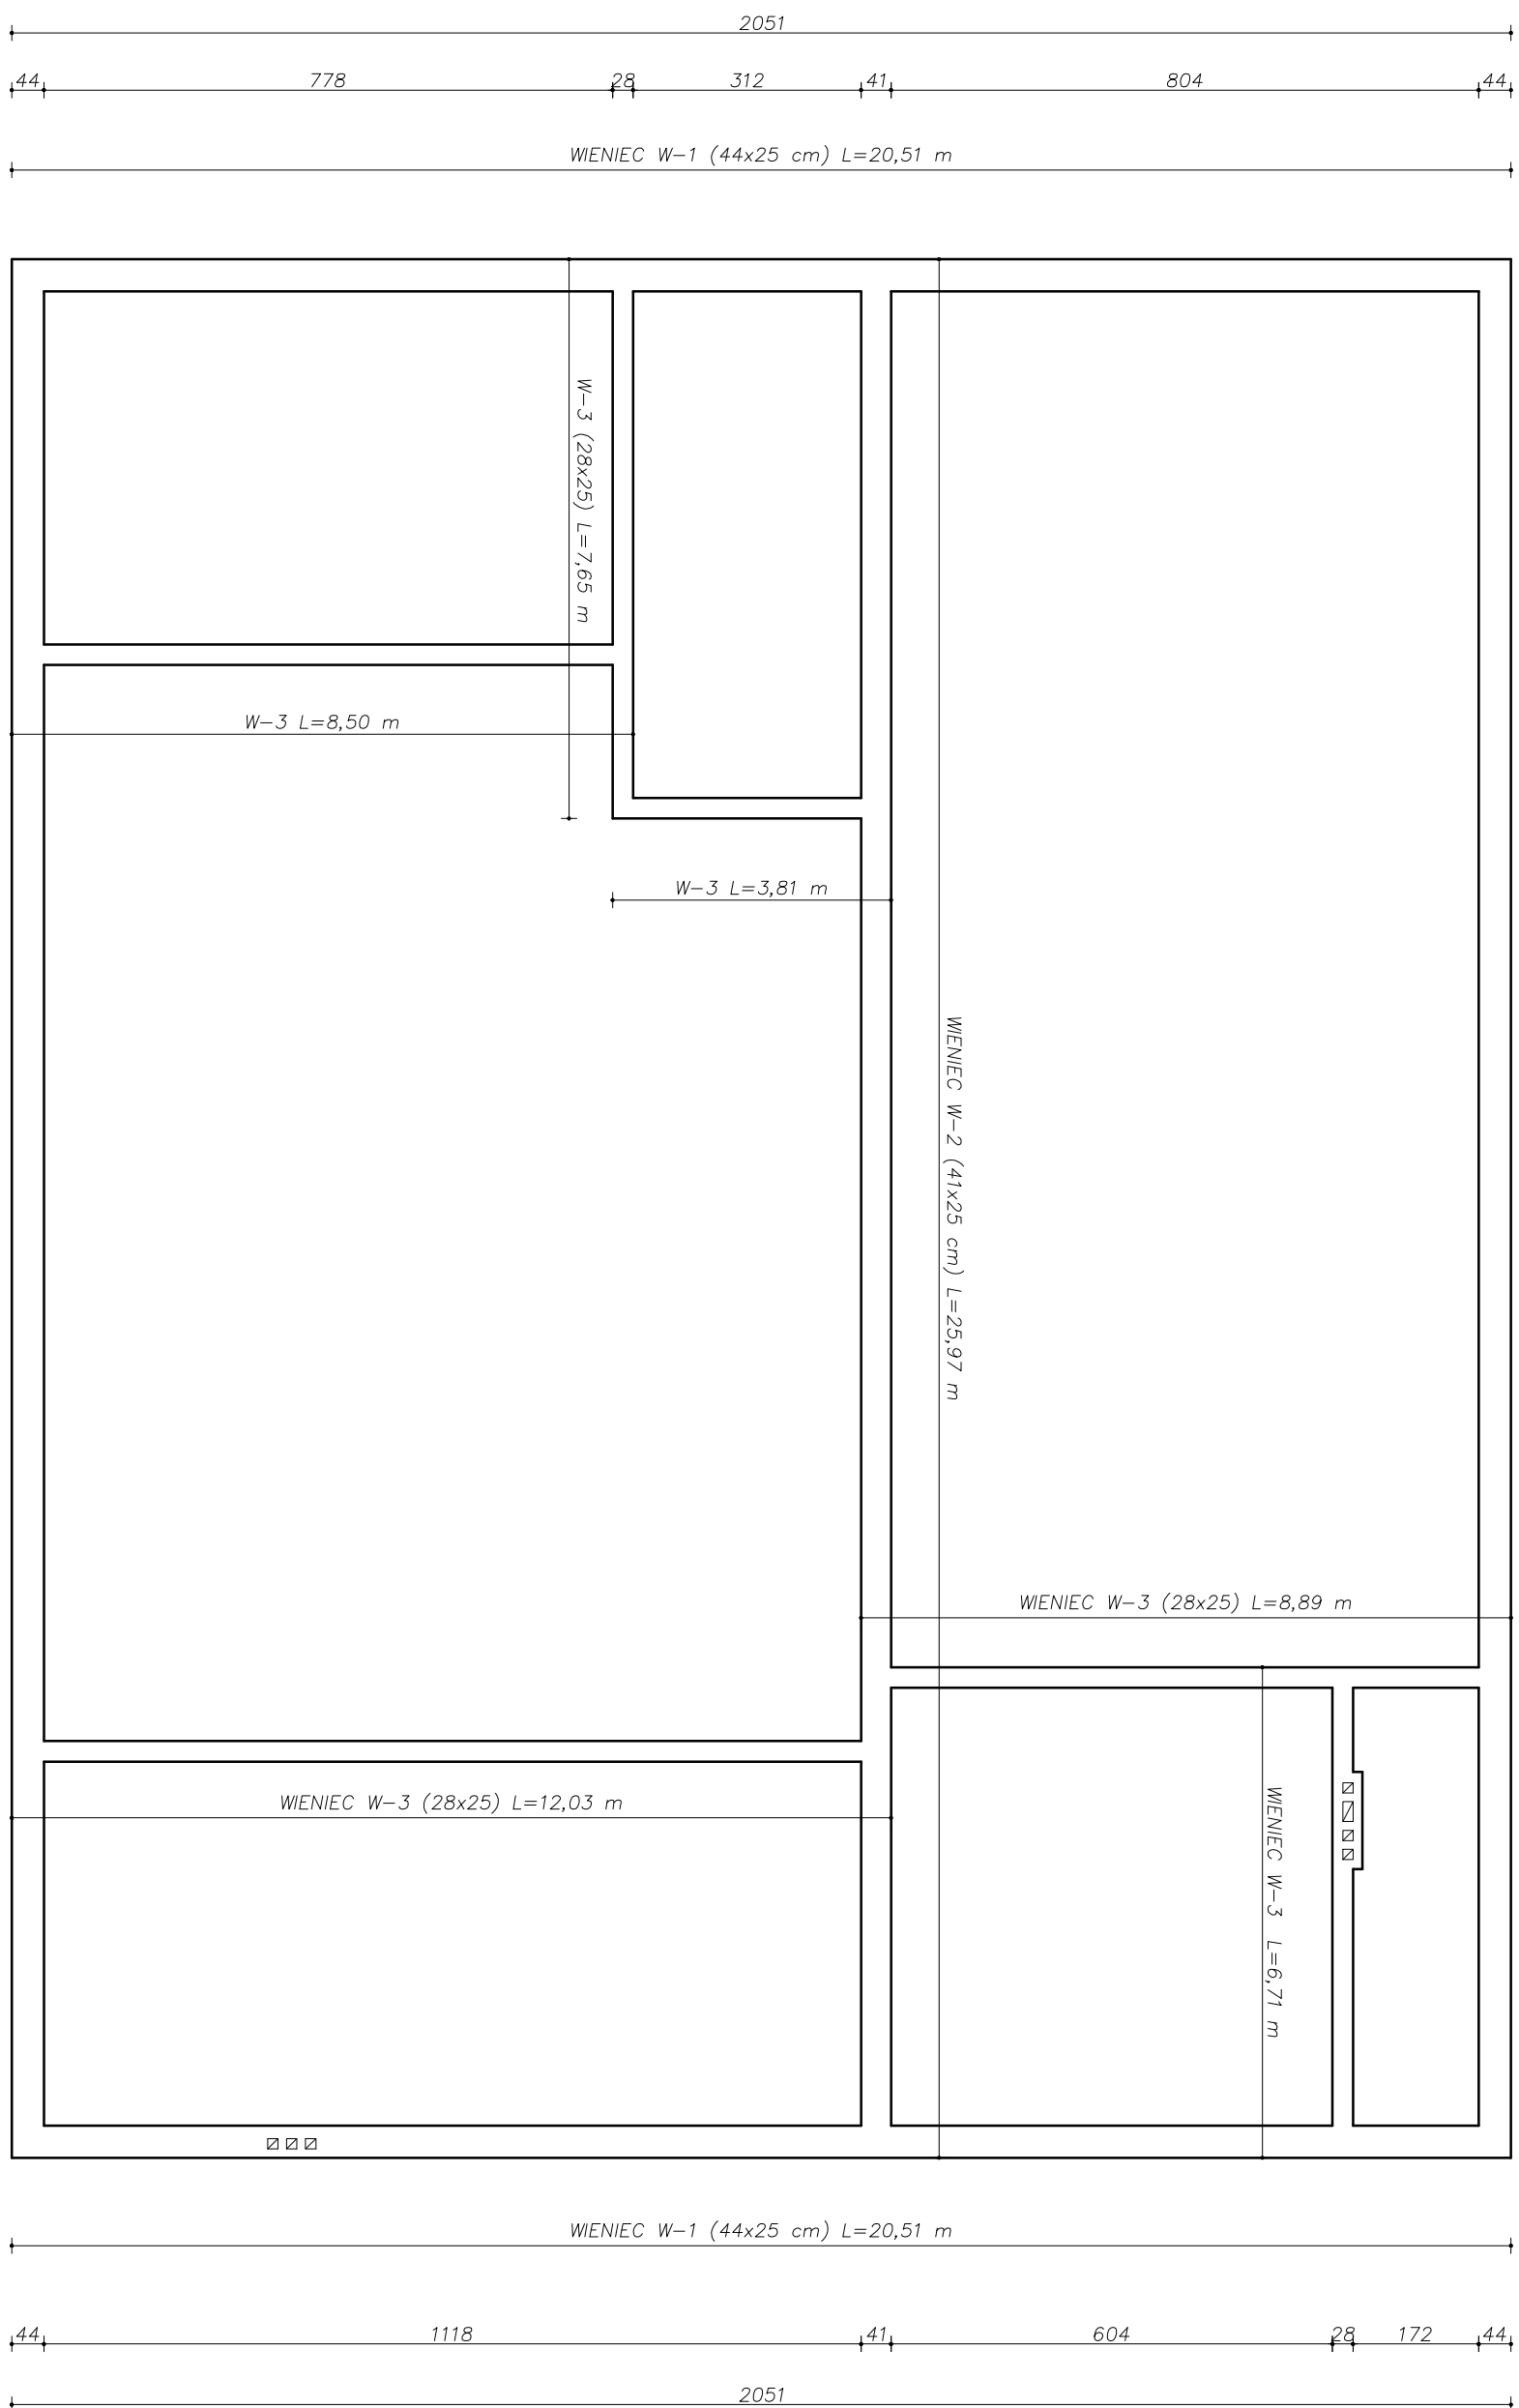 2051
44 778 28 312 41 804 44
WIENIEC W-1 (44x25 cm) L=20,51 m
W-3 (28x25) L=7,65 m
W-3 L=8,50 m
W-3 L=3,81 m
WIENIEC W-2 (41x25 cm) L=25,97 m
WIENIEC W-3 (28x25) L=8,89 m
WIENIEC W-3 (28x25) L=12,03 m
WIENIEC W-3 L=6,71 m
WIENIEC W-1 (44x25 cm) L=20,51 m
44 1118 41 604 28 172 44
2051